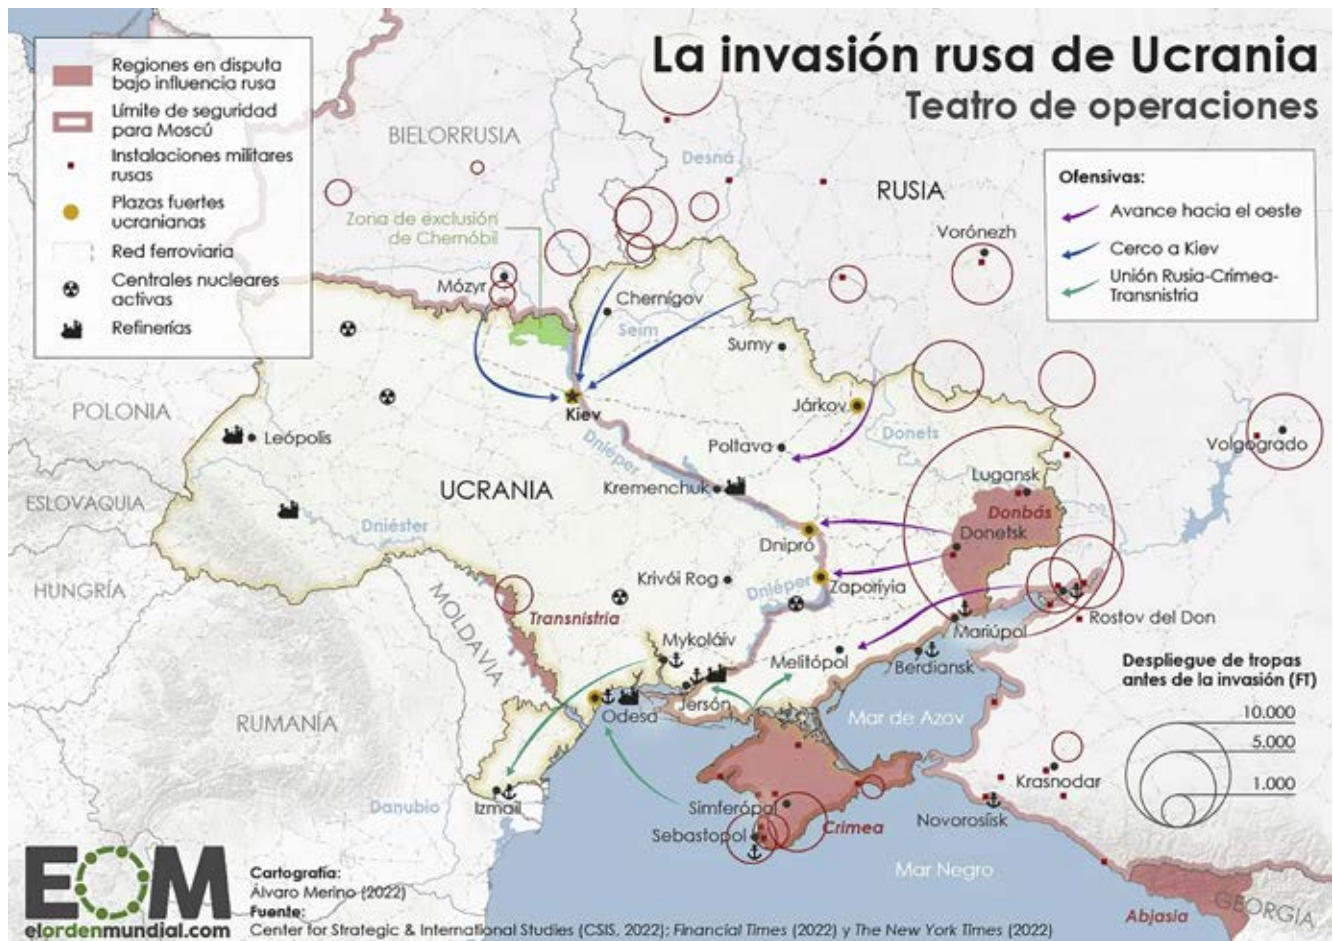 La invasión rusa de Ucrania
Teatro de operaciones
Regiones en disputa
bajo influencia rusa
Límite de seguridad
para Moscú
Instalaciones militares
rusas
Plazas fuertes
ucranianas
Red ferroviaria
Centrales nucleares
activas
Refinerías
Ofensivas:
Avance hacia el oeste
Cerco a Kiev
Unión Rusia-Crimea-
Transnistria
BIELORRUSIA
Desná
RUSIA
Zona de exclusión
de Chernóbil
Vorónezh
Mózyr
Chernígov
Seim
Sumy
Kiev
Járkov
POLONIA
Leópolis
Dniéper
Poltava
Donets
Volgogrado
UCRANIA
Kremenchuk
Lugansk
ESLOVAQUIA
Donbás
Dniéster
Dnipró
Donetsk
HUNGRÍA
MOLDAVIA
Krivói Rog
Dniéper
Zaporiyia
Transnistria
Rostov del Don
Mariúpol
Mykoláiv
Melitópol
Berdiansk
Jersón
Odesa
Mar de Azov
RUMANÍA
Despliegue de tropas
antes de la invasión (FT)
10.000
5.000
1.000
Krasnodar
Danubio
Izmail
Simferópol
Novorosíisk
Sebastopol
Crimea
Mar Negro
GEORGIA
Abjasia
EOM
elordenmundial.com
Cartografía:
Álvaro Merino (2022)
Fuente:
Center for Strategic & International Studies (CSIS, 2022); Financial Times (2022) y The New York Times (2022)